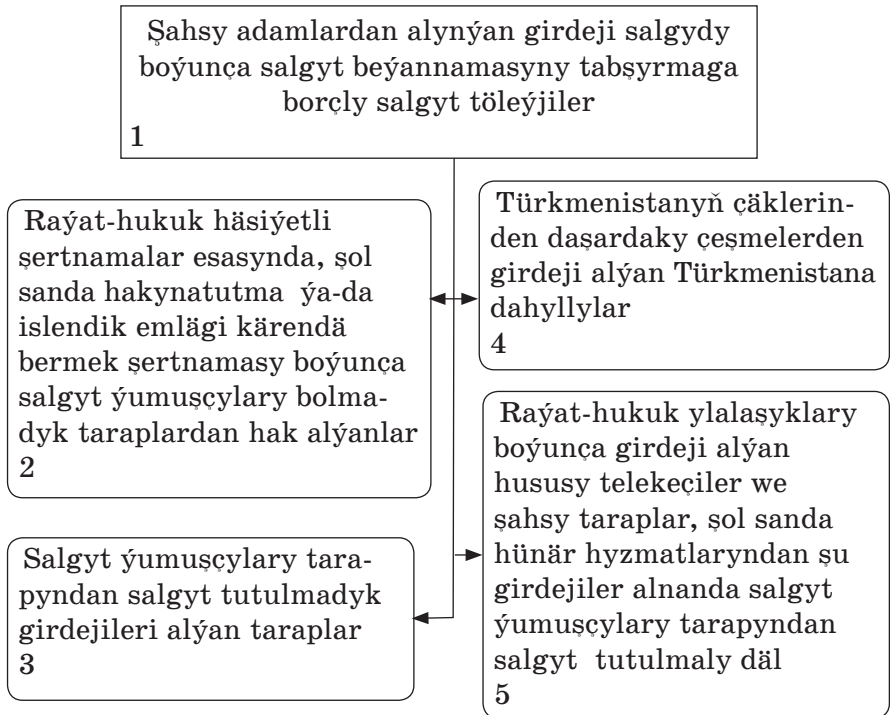 Şahsy adamlardan alynýan girdeji salgydy
boýunça salgyt beýannamasyny tabşyrmaga
borçly salgyt töleýjiler
1
Raýat-hukuk häsiýetli
şertnamalar esasynda, şol
sanda hakynatutma ýa-da
islendik emlägi kärendä
bermek şertnamasy boýunça
salgyt ýumuşçylary bolma-
dyk taraplardan hak alýanlar
2
Salgyt ýumuşçylary tara-
pyndan salgyt tutulmadyk
girdejileri alýan taraplar
3
Türkmenistanyň çäklerin-
den daşardaky çeşmelerden
girdeji alýan Türkmenistana
dahyllylar
4
Raýat-hukuk ylalaşyklary
boýunça girdeji alýan
hususy telekeçiler we
şahsy taraplar, şol sanda
hünär hyzmatlaryndan şu
girdejiler alnanda salgyt
ýumuşçylary tarapyndan
salgyt tutulmaly däl
5